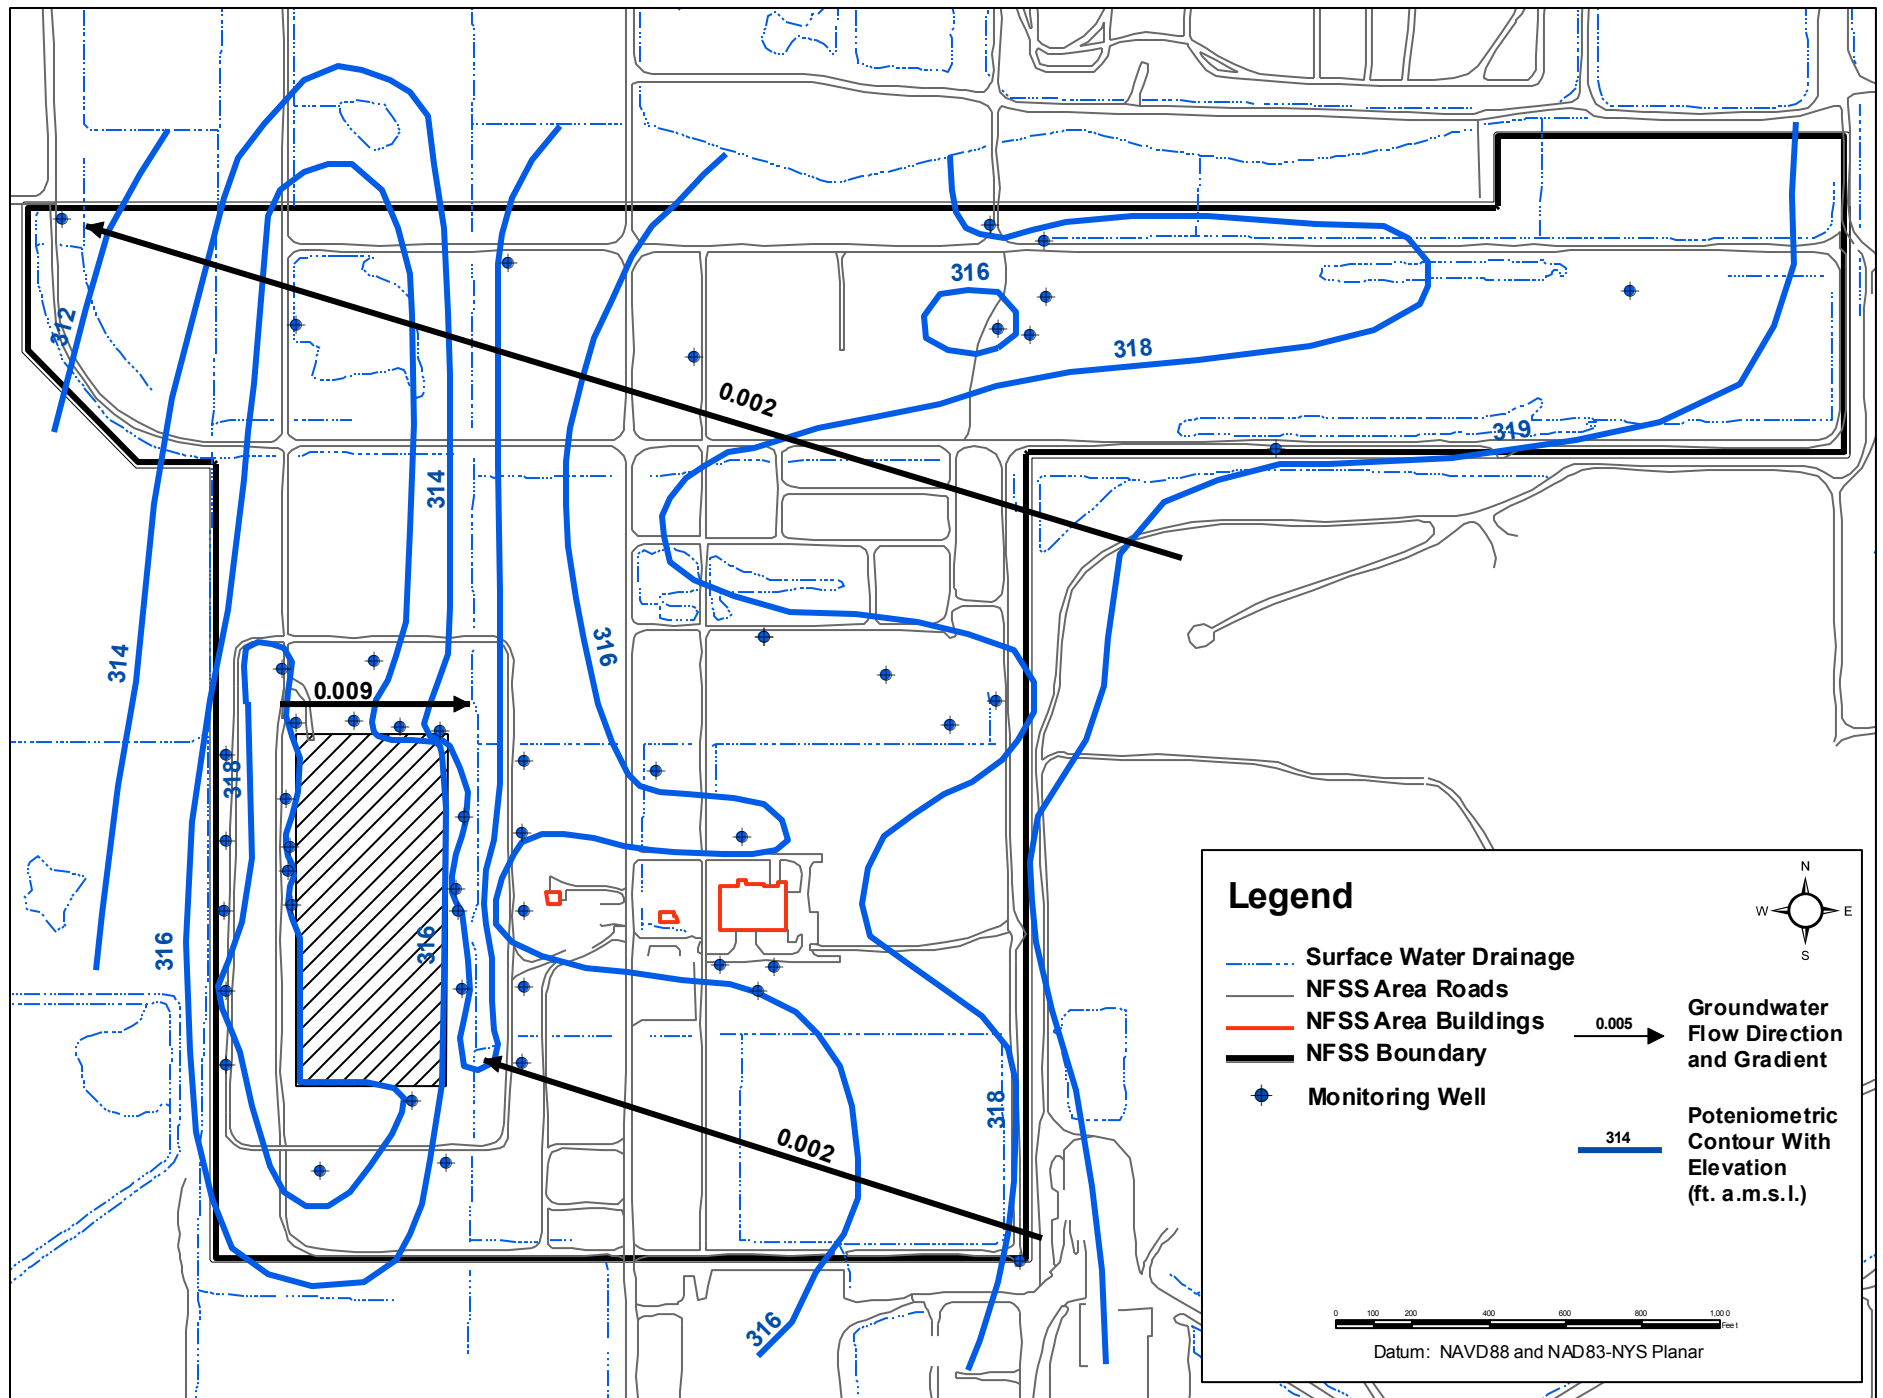 316
318
0.002
312
319
314
316
314
0.009
318
316
316
318
0.002
316
Legend
N
W E
S
Surface Water Drainage
NFSS Area Roads
NFSS Area Buildings
NFSS Boundary
Monitoring Well
0.005
Groundwater
Flow Direction
and Gradient
314
Poteniometric
Contour With
Elevation
(ft. a.m.s.l.)
0 100 200 400 600 800 1,000
Feet
Datum: NAVD88 and NAD83-NYS Planar